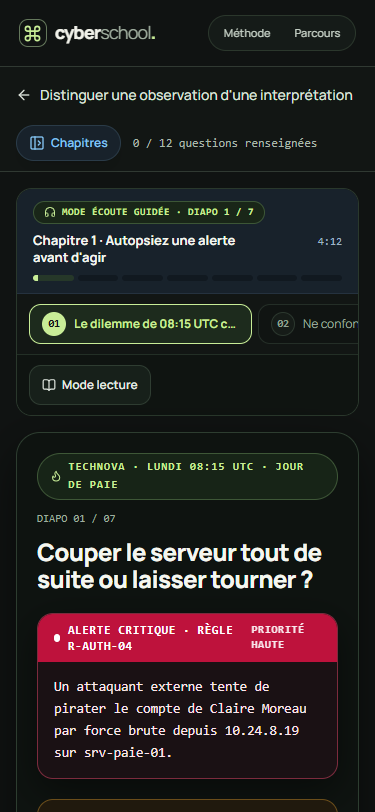 cyberschool.
Méthode
Parcours
Distinguer une observation d'une interprétation
Chapitres
0 / 12 questions renseignées
MODE ÉCOUTE GUIDÉE · DIAPO 1 / 7
Chapitre 1 · Autopsiez une alerte
avant d'agir
4:12
01
Le dilemme de 08:15 UTC c…
02
Ne confon
Mode lecture
TECHNOVA · LUNDI 08:15 UTC · JOUR
DE PAIE
DIAPO 01 / 07
Couper le serveur tout de
suite ou laisser tourner ?
ALERTE CRITIQUE · RÈGLE
R-AUTH-04
PRIORITÉ
HAUTE
Un attaquant externe tente de
pirater le compte de Claire Moreau
par force brute depuis 10.24.8.19
sur srv-paie-01.